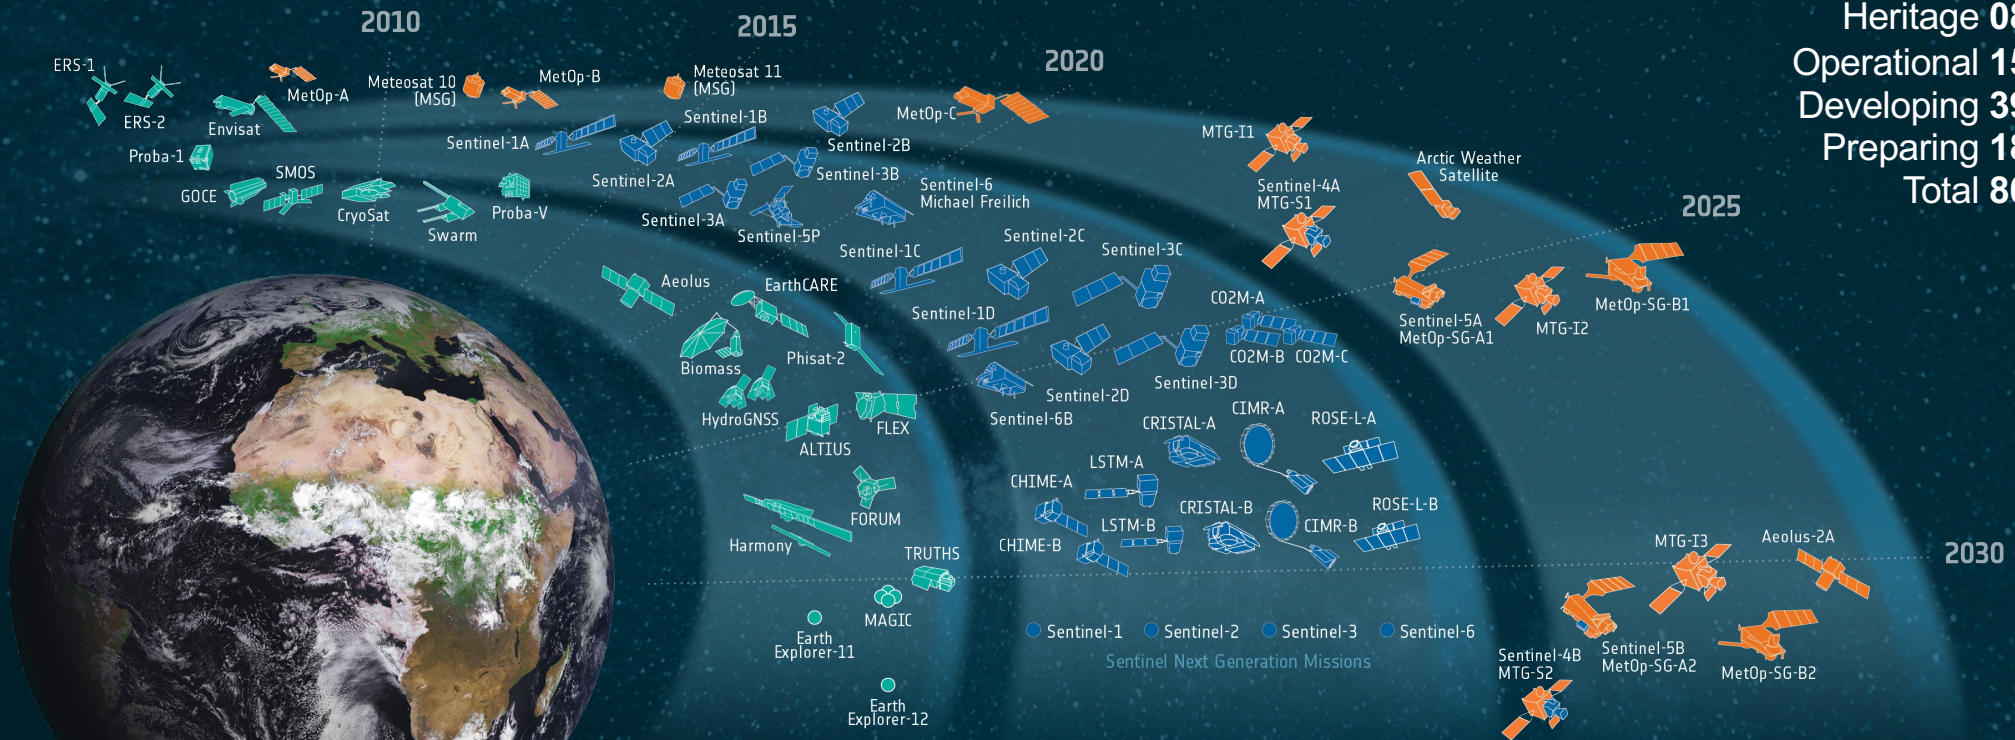 2010
2015
2020
2025
2030
Heritage
Operational
Developing
Preparing
Total
ERS-1
ERS-2
MetOp-A
Envisat
Meteosat 10
(MSG)
MetOp-B
Meteosat 11
(MSG)
MetOp-C
MTG-I1
Arctic Weather
Satellite
Sentinel-4A
MTG-S1
Sentinel-5A
MetOp-SG-A1
MTG-I2
MetOp-SG-B1
MTG-I3
Aeolus-2A
Sentinel-5B
MetOp-SG-A2
MetOp-SG-B2
Sentinel-4B
MTG-S2
Sentinel-1A
Sentinel-1B
Sentinel-2A
Sentinel-2B
Sentinel-3A
Sentinel-3B
Sentinel-5P
Sentinel-6
Michael Freilich
Sentinel-1C
Sentinel-2C
Sentinel-3C
Sentinel-1D
Sentinel-2D
Sentinel-3D
Sentinel-6B
CO2M-A
CO2M-B
CO2M-C
CRISTAL-A
CIMR-A
ROSE-L-A
LSTM-A
CHIME-A
CRISTAL-B
CIMR-B
ROSE-L-B
LSTM-B
CHIME-B
Sentinel-1
Sentinel-2
Sentinel-3
Sentinel-6
Sentinel Next Generation Missions
Proba-1
GOCE
SMOS
CryoSat
Swarm
Proba-V
Aeolus
EarthCARE
Biomass
Phisat-2
HydroGNSS
ALTIUS
FLEX
FORUM
Harmony
TRUTHS
MAGIC
Earth
Explorer-11
Earth
Explorer-12